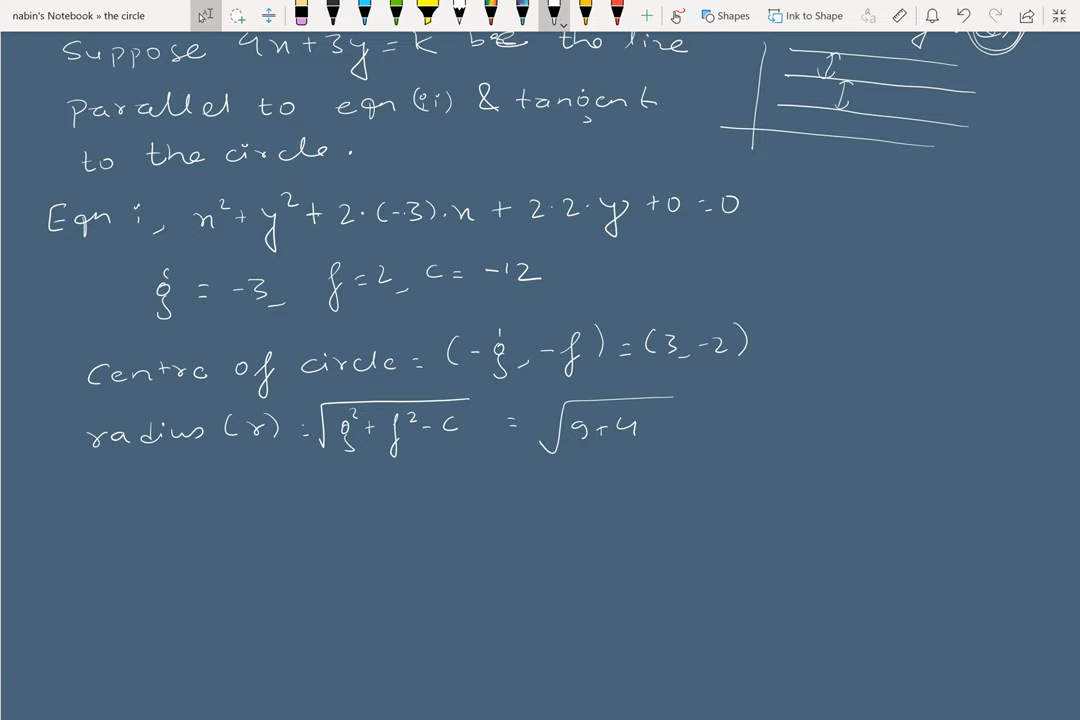 nabin's Notebook » the circle
Shapes Ink to Shape
Suppose 4x+3y=K be the line
parallel to eqn (ii) & tangent
to the circle.
Eqn i, x²+y²+2·(-3)·x+2·2·y+0=0
g = -3, f=2, c= -12
Centre of circle = (-g, -f) = (3, -2)
radius (r) = √g²+f²-c = √9+4